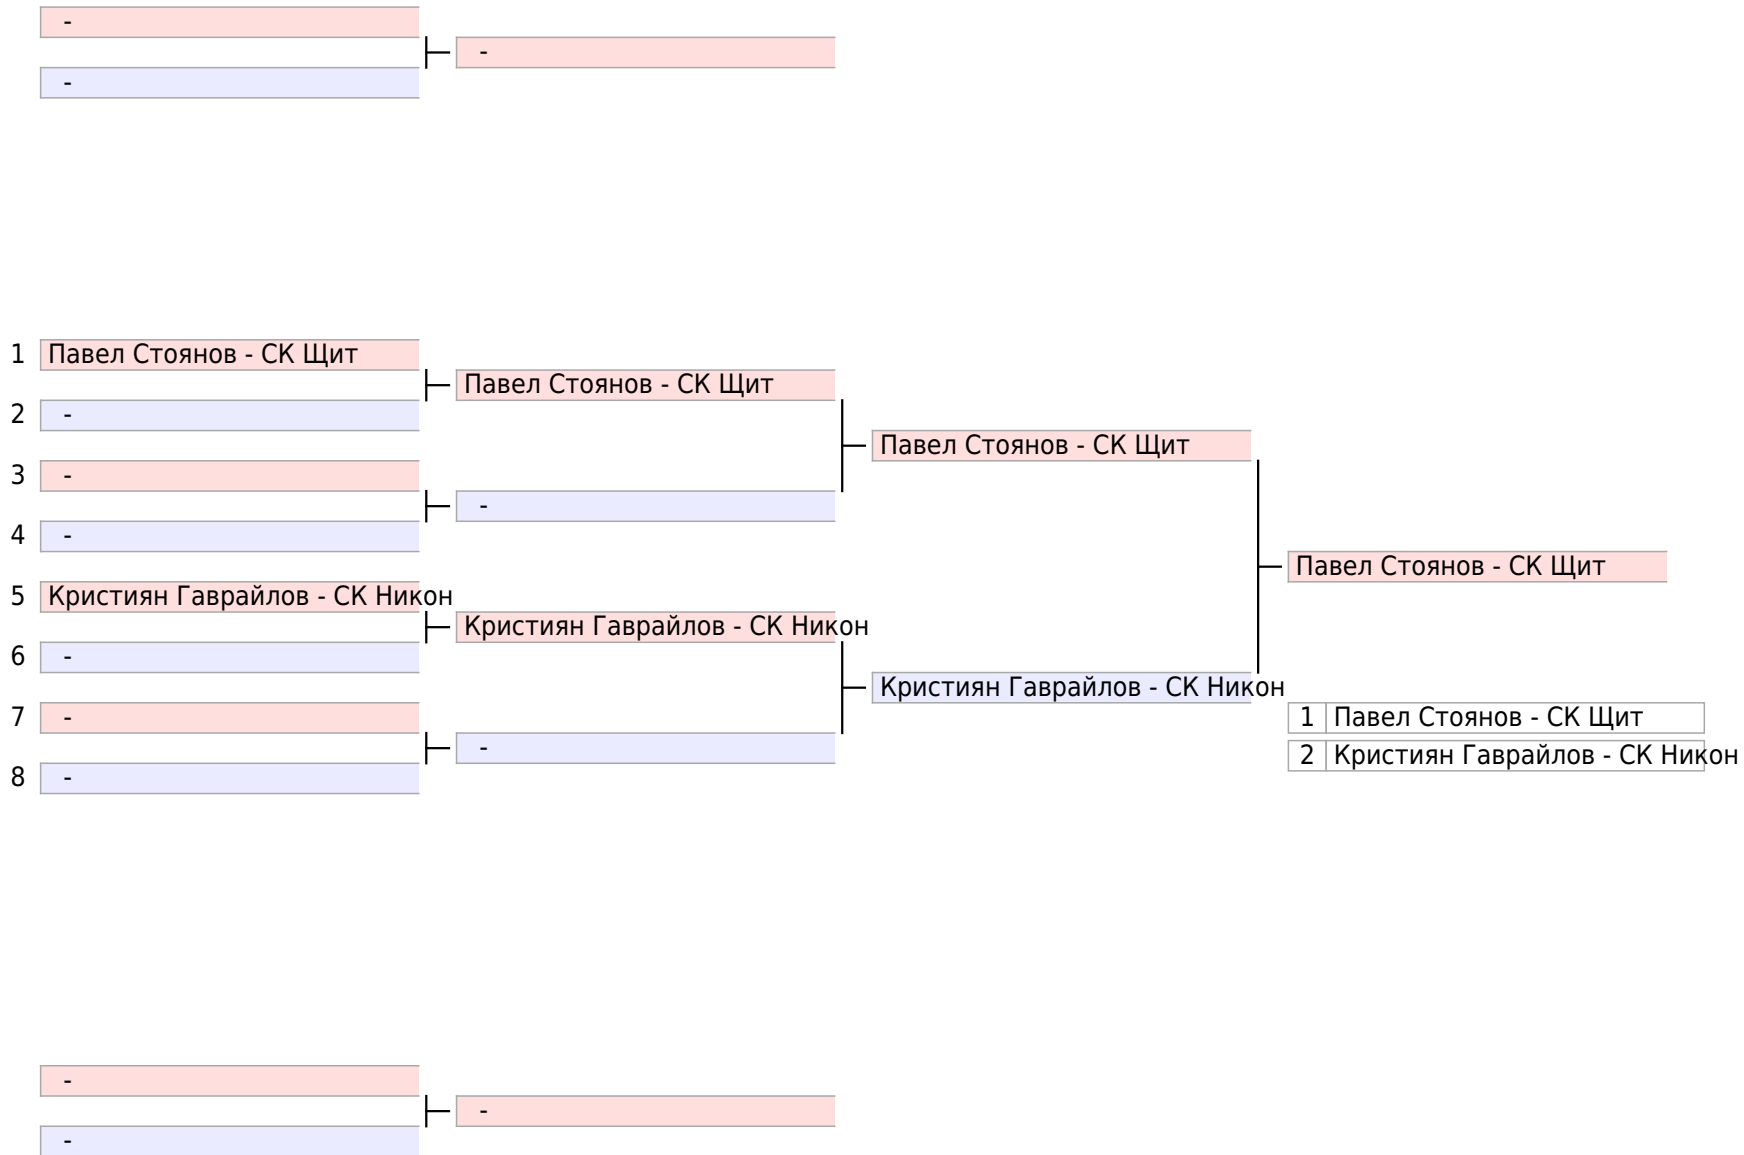 -
-
-
1 Павел Стоянов - СК Щит
Павел Стоянов - СК Щит
2 -
Павел Стоянов - СК Щит
3 -
-
4 -
Павел Стоянов - СК Щит
5 Кристиян Гаврайлов - СК Никон
Кристиян Гаврайлов - СК Никон
6 -
Кристиян Гаврайлов - СК Никон
7 -
1 Павел Стоянов - СК Щит
-
2 Кристиян Гаврайлов - СК Никон
8 -
-
-
-